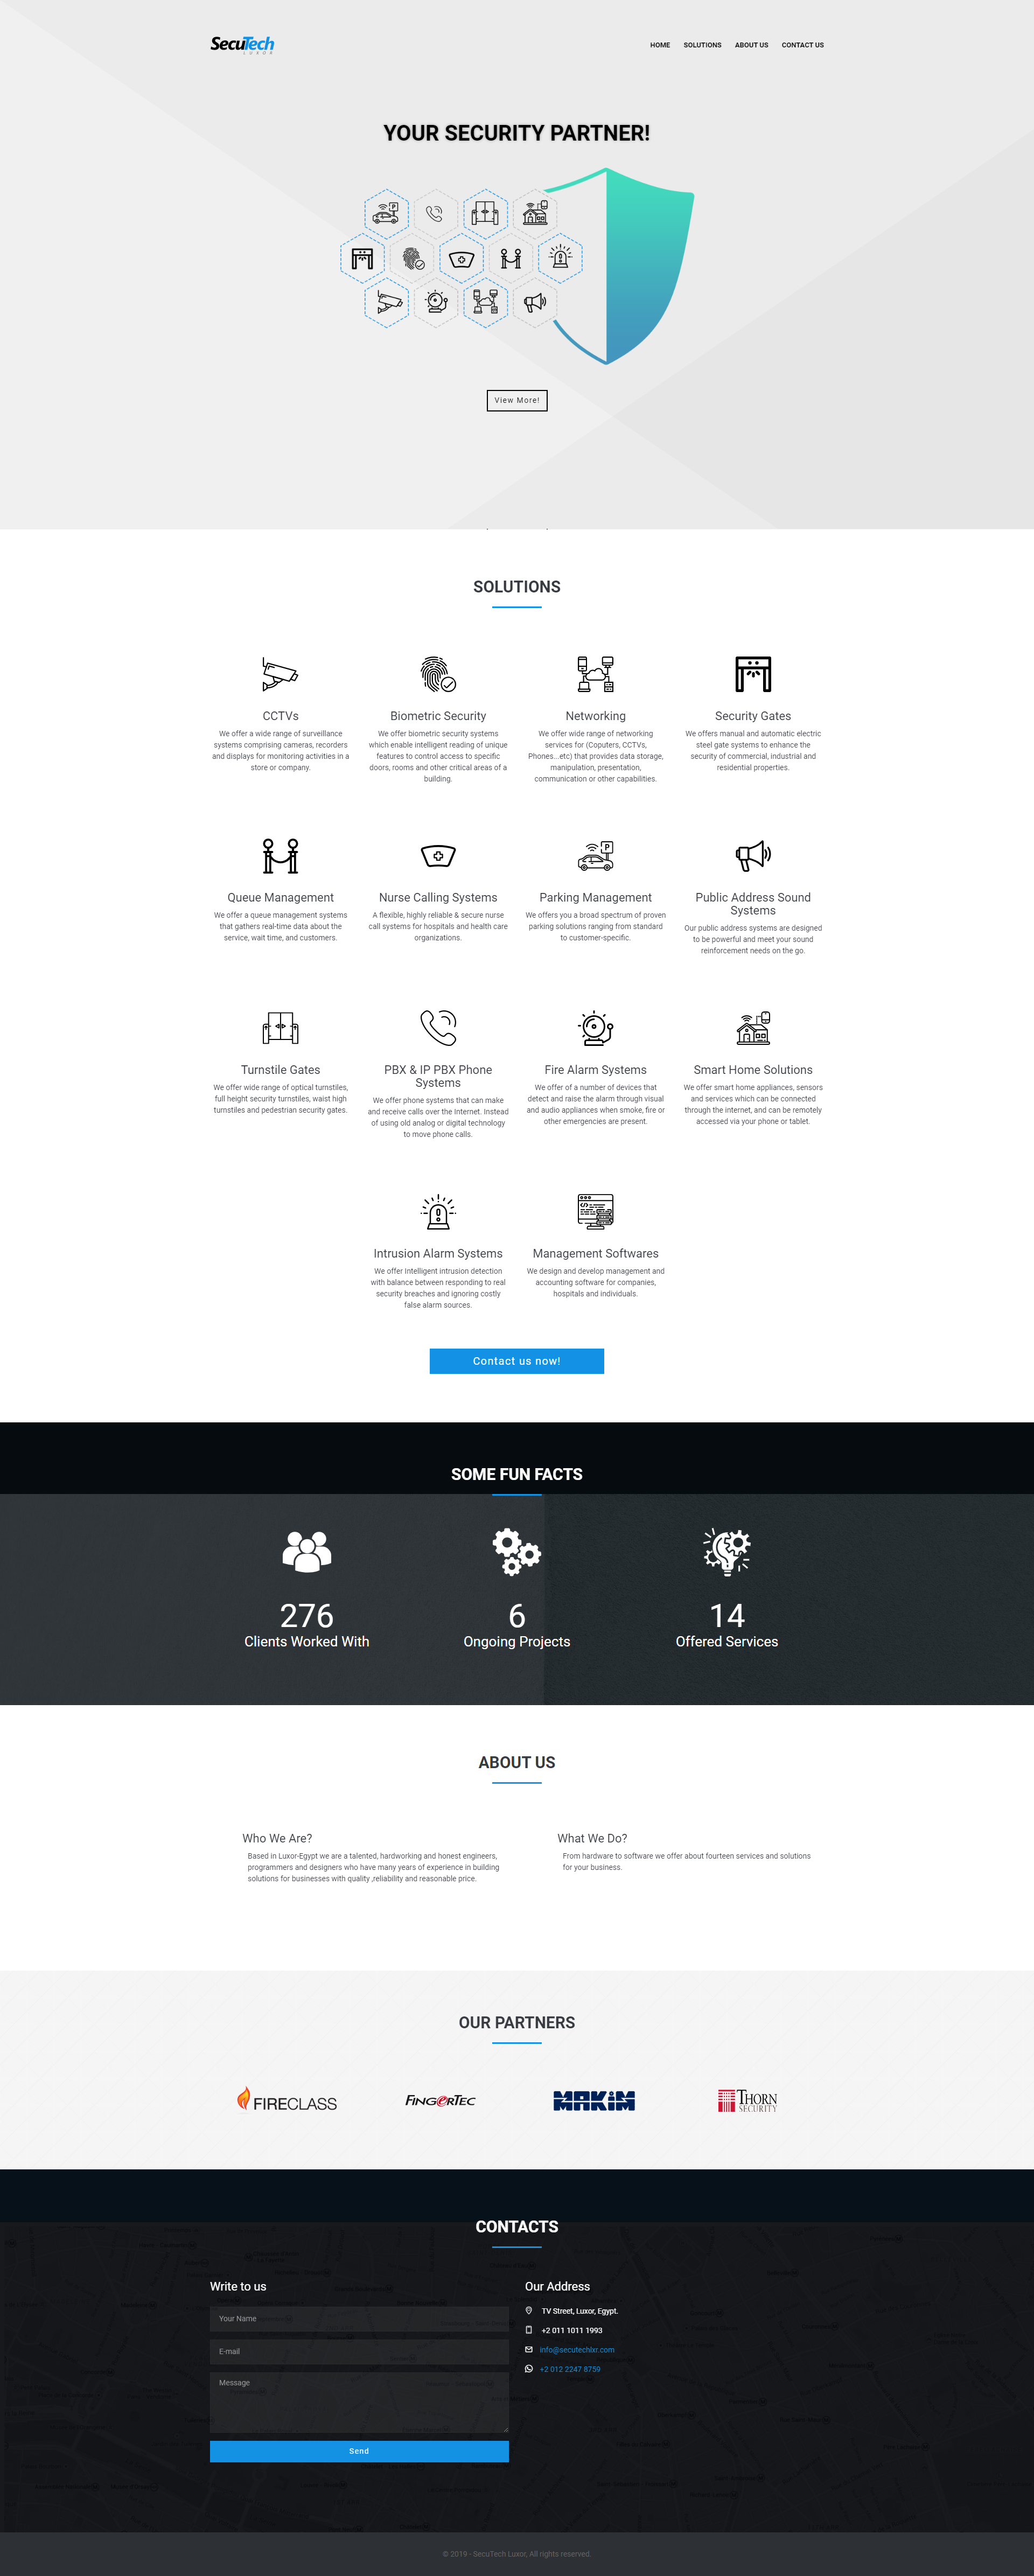 SecuTech
LUXOR
HOME
SOLUTIONS
ABOUT US
CONTACT US
YOUR SECURITY PARTNER!
View More!
SOLUTIONS
CCTVs
We offer a wide range of surveillance
systems comprising cameras, recorders
and displays for monitoring activities in a
store or company.
Biometric Security
We offer biometric security systems
which enable intelligent reading of unique
features to control access to specific
doors, rooms and other critical areas of a
building.
Networking
We offer wide range of networking
services for (Coputers, CCTVs,
Phones...etc) that provides data storage,
manipulation, presentation,
communication or other capabilities.
Security Gates
We offers manual and automatic electric
steel gate systems to enhance the
security of commercial, industrial and
residential properties.
Queue Management
We offer a queue management systems
that gathers real-time data about the
service, wait time, and customers.
Nurse Calling Systems
A flexible, highly reliable & secure nurse
call systems for hospitals and health care
organizations.
Parking Management
We offers you a broad spectrum of proven
parking solutions ranging from standard
to customer-specific.
Public Address Sound
Systems
Our public address systems are designed
to be powerful and meet your sound
reinforcement needs on the go.
Turnstile Gates
We offer wide range of optical turnstiles,
full height security turnstiles, waist high
turnstiles and pedestrian security gates.
PBX & IP PBX Phone
Systems
We offer phone systems that can make
and receive calls over the Internet. Instead
of using old analog or digital technology
to move phone calls.
Fire Alarm Systems
We offer of a number of devices that
detect and raise the alarm through visual
and audio appliances when smoke, fire or
other emergencies are present.
Smart Home Solutions
We offer smart home appliances, sensors
and services which can be connected
through the internet, and can be remotely
accessed via your phone or tablet.
Intrusion Alarm Systems
We offer Intelligent intrusion detection
with balance between responding to real
security breaches and ignoring costly
false alarm sources.
Management Softwares
We design and develop management and
accounting software for companies,
hospitals and individuals.
Contact us now!
SOME FUN FACTS
276
Clients Worked With
6
Ongoing Projects
14
Offered Services
ABOUT US
Who We Are?
Based in Luxor-Egypt we are a talented, hardworking and honest engineers,
programmers and designers who have many years of experience in building
solutions for businesses with quality ,reliability and reasonable price.
What We Do?
From hardware to software we offer about fourteen services and solutions
for your business.
OUR PARTNERS
FIRECLASS
FINGERTEC
MAKIM
THORN
SECURITY
CONTACTS
Write to us
Your Name
E-mail
Message
Send
Our Address
TV Street, Luxor, Egypt.
+2 011 1011 1993
info@secutechlxr.com
+2 012 2247 8759
© 2019 - SecuTech Luxor, All rights reserved.